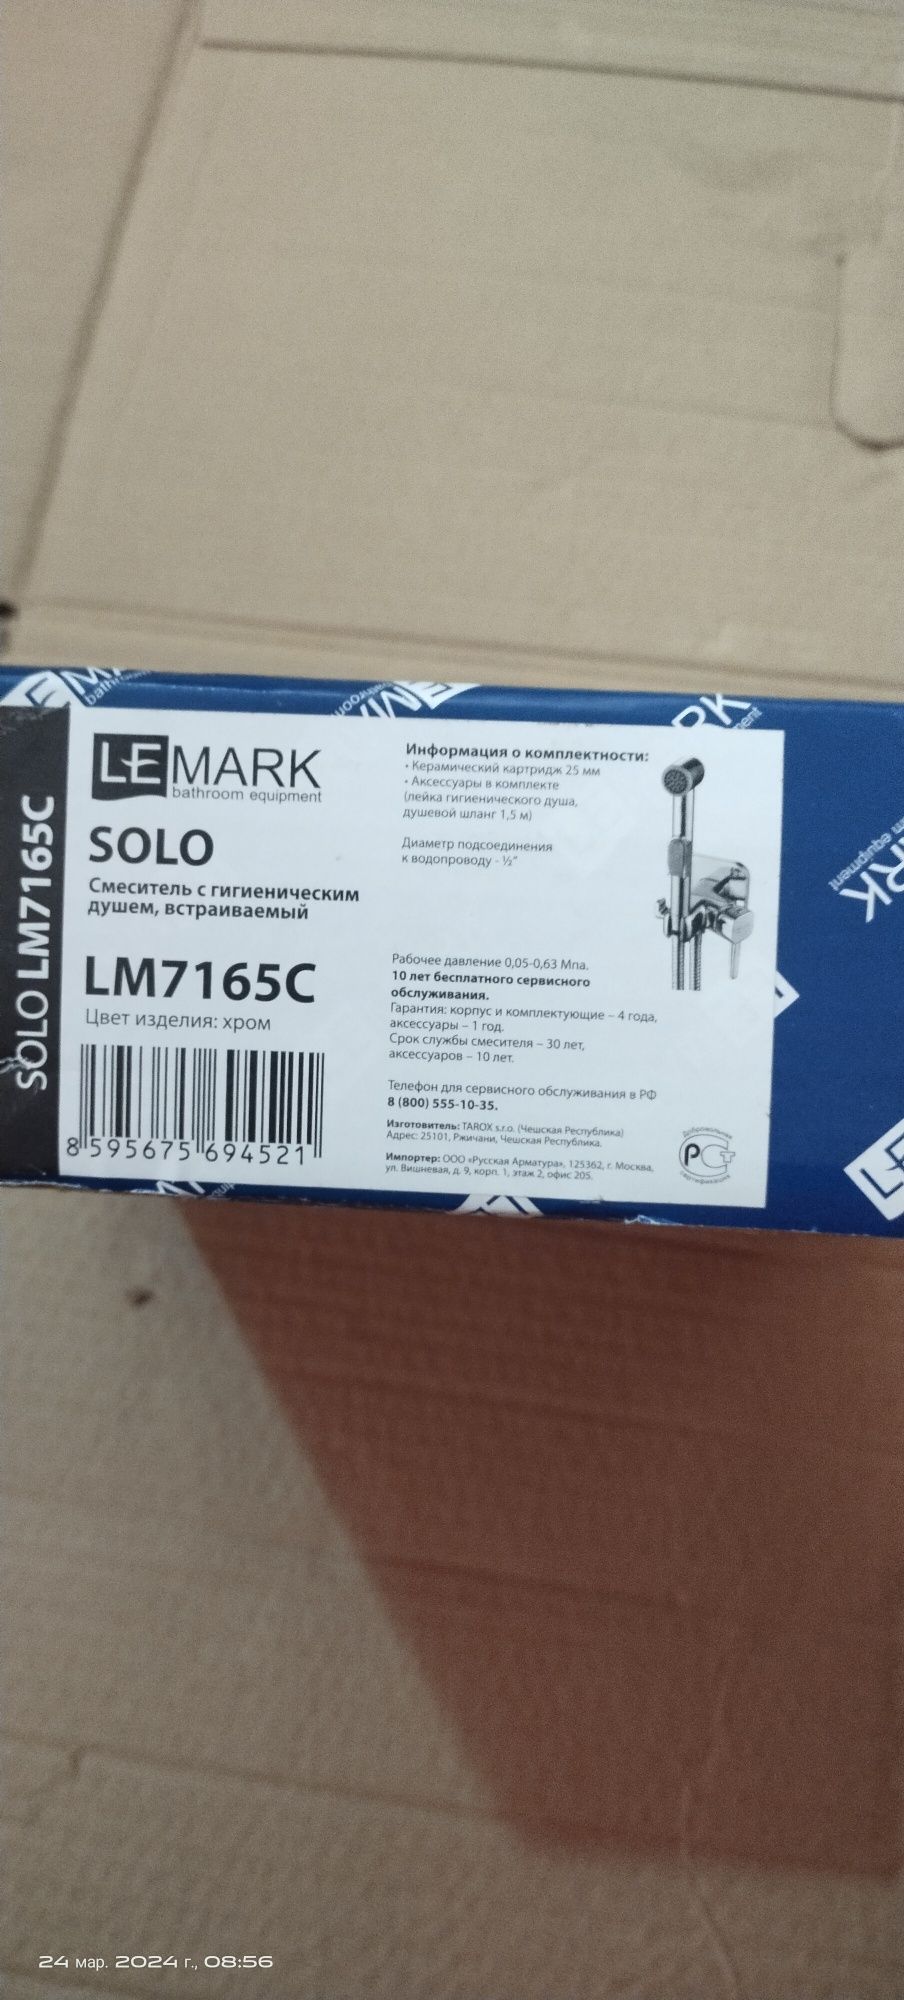 SOLO LM7165C
LEMARK
bathroom equipment
SOLO
Смеситель с гигиеническим
душем, встраиваемый
LM7165C
Цвет изделия: хром
8 595675 694521
Информация о комплектности:
• Керамический картридж 25 мм
• Аксессуары в комплекте
(лейка гигиенического душа,
душевой шланг 1,5 м)
Диаметр подсоединения
к водопроводу - ½"
Рабочее давление 0,05-0,63 Мпа.
10 лет бесплатного сервисного
обслуживания.
Гарантия: корпус и комплектующие – 4 года,
аксессуары – 1 год.
Срок службы смесителя – 30 лет,
аксессуаров – 10 лет.
Телефон для сервисного обслуживания в РФ
8 (800) 555-10-35.
Изготовитель: TAROX s.r.o. (Чешская Республика)
Адрес: 25101, Ржичани, Чешская Республика.
Импортер: ООО «Русская Арматура», 125362, г. Москва,
ул. Вишневая, д. 9, корп. 1, этаж 2, офис 205.
Добровольная
сертификация
24 мар. 2024 г., 08:56